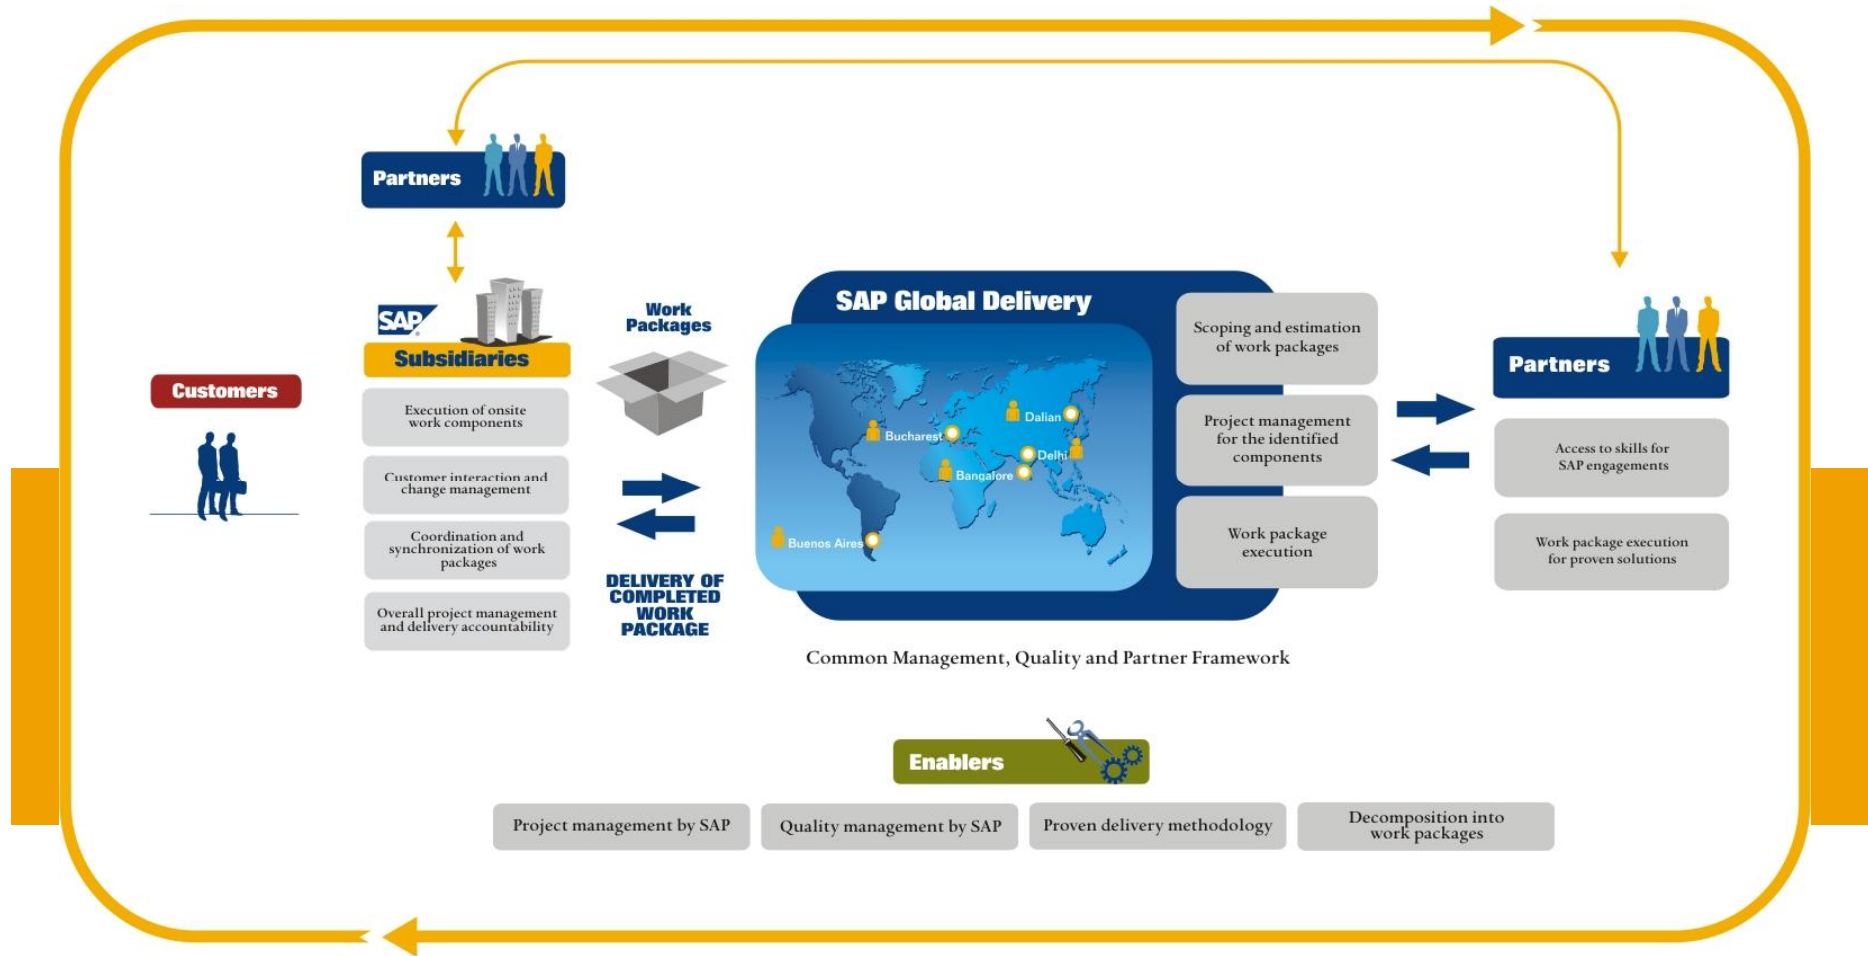 Partners
SAP
Subsidiaries
Customers
Execution of onsite
work components
Customer interaction and
change management
Coordination and
synchronization of work
packages
Overall project management
and delivery accountability
Work
Packages
DELIVERY OF
COMPLETED
WORK
PACKAGE
SAP Global Delivery
Dalian
Bucharest
Delhi
Bangalore
Buenos Aires
Scoping and estimation
of work packages
Project management
for the identified
components
Work package
execution
Partners
Access to skills for
SAP engagements
Work package execution
for proven solutions
Common Management, Quality and Partner Framework
Enablers
Project management by SAP
Quality management by SAP
Proven delivery methodology
Decomposition into
work packages